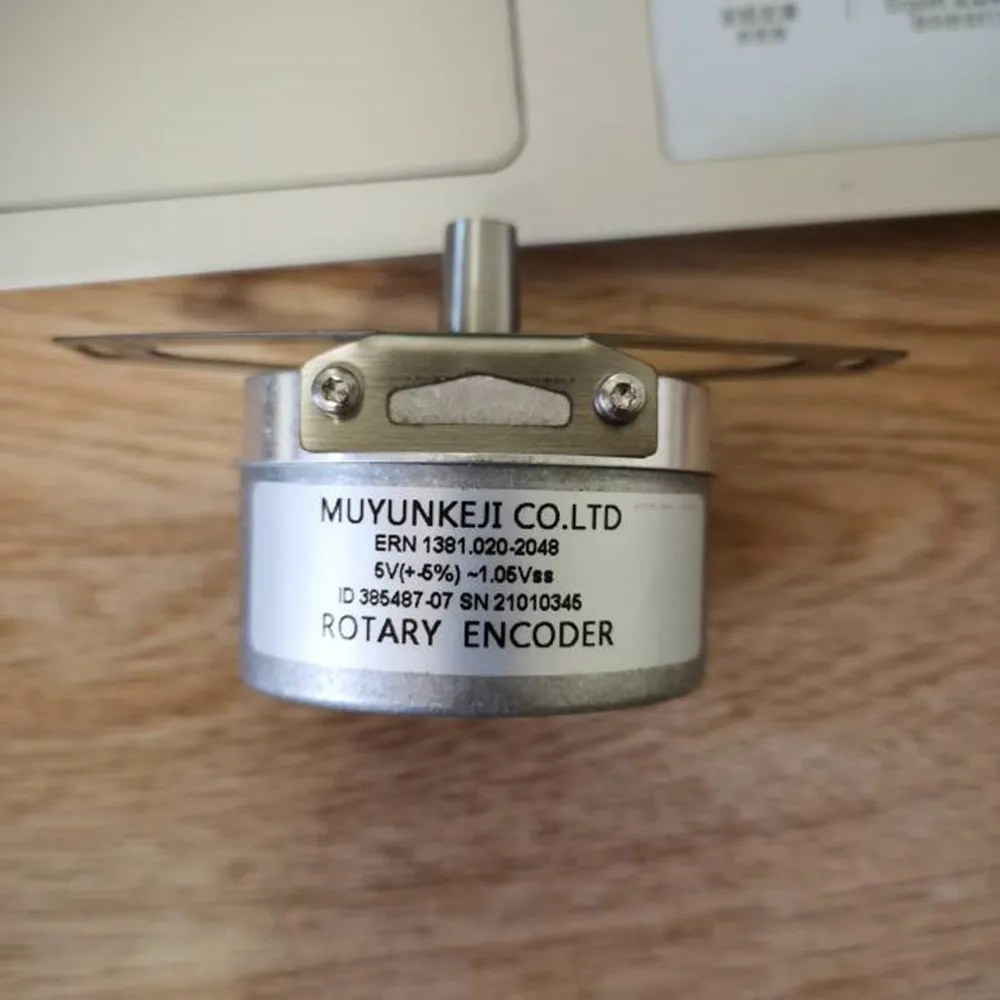 MUYUNKEJI CO.LTD
ERN 1381.020-2048
5V(+-5%) ~1.05Vss
ID 385487-07 SN 21010345
ROTARY ENCODER